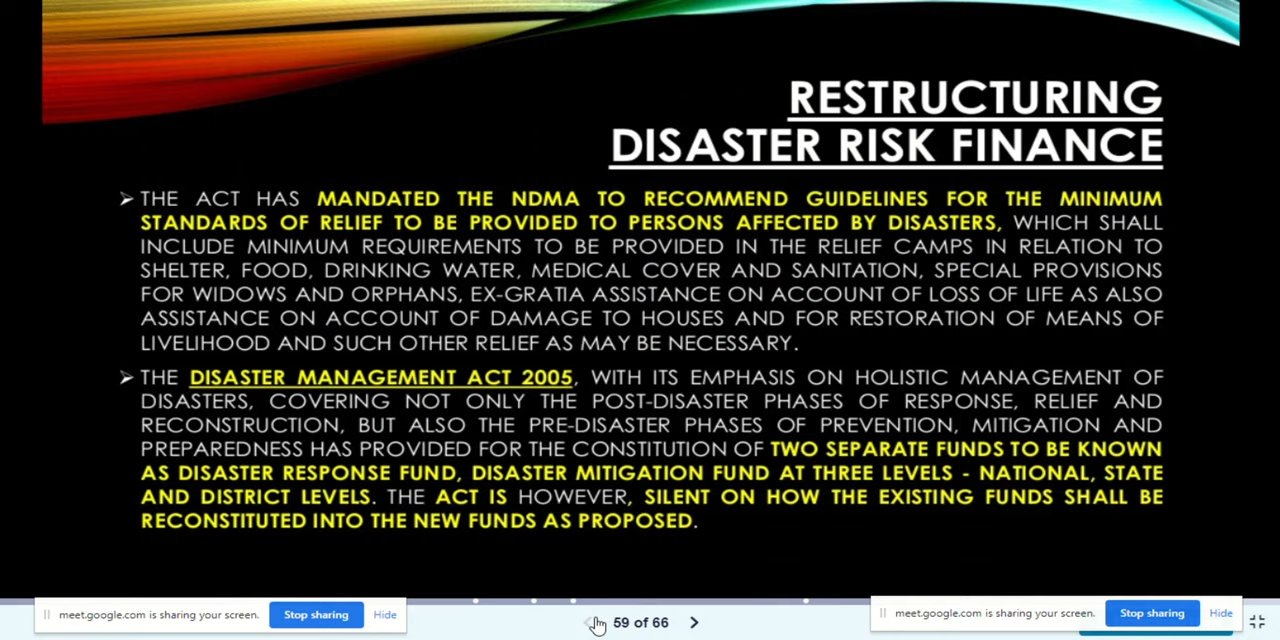 RESTRUCTURING
DISASTER RISK FINANCE
➢ THE ACT HAS MANDATED THE NDMA TO RECOMMEND GUIDELINES FOR THE MINIMUM
STANDARDS OF RELIEF TO BE PROVIDED TO PERSONS AFFECTED BY DISASTERS, WHICH SHALL
INCLUDE MINIMUM REQUIREMENTS TO BE PROVIDED IN THE RELIEF CAMPS IN RELATION TO
SHELTER, FOOD, DRINKING WATER, MEDICAL COVER AND SANITATION, SPECIAL PROVISIONS
FOR WIDOWS AND ORPHANS, EX-GRATIA ASSISTANCE ON ACCOUNT OF LOSS OF LIFE AS ALSO
ASSISTANCE ON ACCOUNT OF DAMAGE TO HOUSES AND FOR RESTORATION OF MEANS OF
LIVELIHOOD AND SUCH OTHER RELIEF AS MAY BE NECESSARY.
➢ THE DISASTER MANAGEMENT ACT 2005, WITH ITS EMPHASIS ON HOLISTIC MANAGEMENT OF
DISASTERS, COVERING NOT ONLY THE POST-DISASTER PHASES OF RESPONSE, RELIEF AND
RECONSTRUCTION, BUT ALSO THE PRE-DISASTER PHASES OF PREVENTION, MITIGATION AND
PREPAREDNESS HAS PROVIDED FOR THE CONSTITUTION OF TWO SEPARATE FUNDS TO BE KNOWN
AS DISASTER RESPONSE FUND, DISASTER MITIGATION FUND AT THREE LEVELS - NATIONAL, STATE
AND DISTRICT LEVELS. THE ACT IS HOWEVER, SILENT ON HOW THE EXISTING FUNDS SHALL BE
RECONSTITUTED INTO THE NEW FUNDS AS PROPOSED.
meet.google.com is sharing your screen. Stop sharing Hide
59 of 66
meet.google.com is sharing your screen. Stop sharing Hide